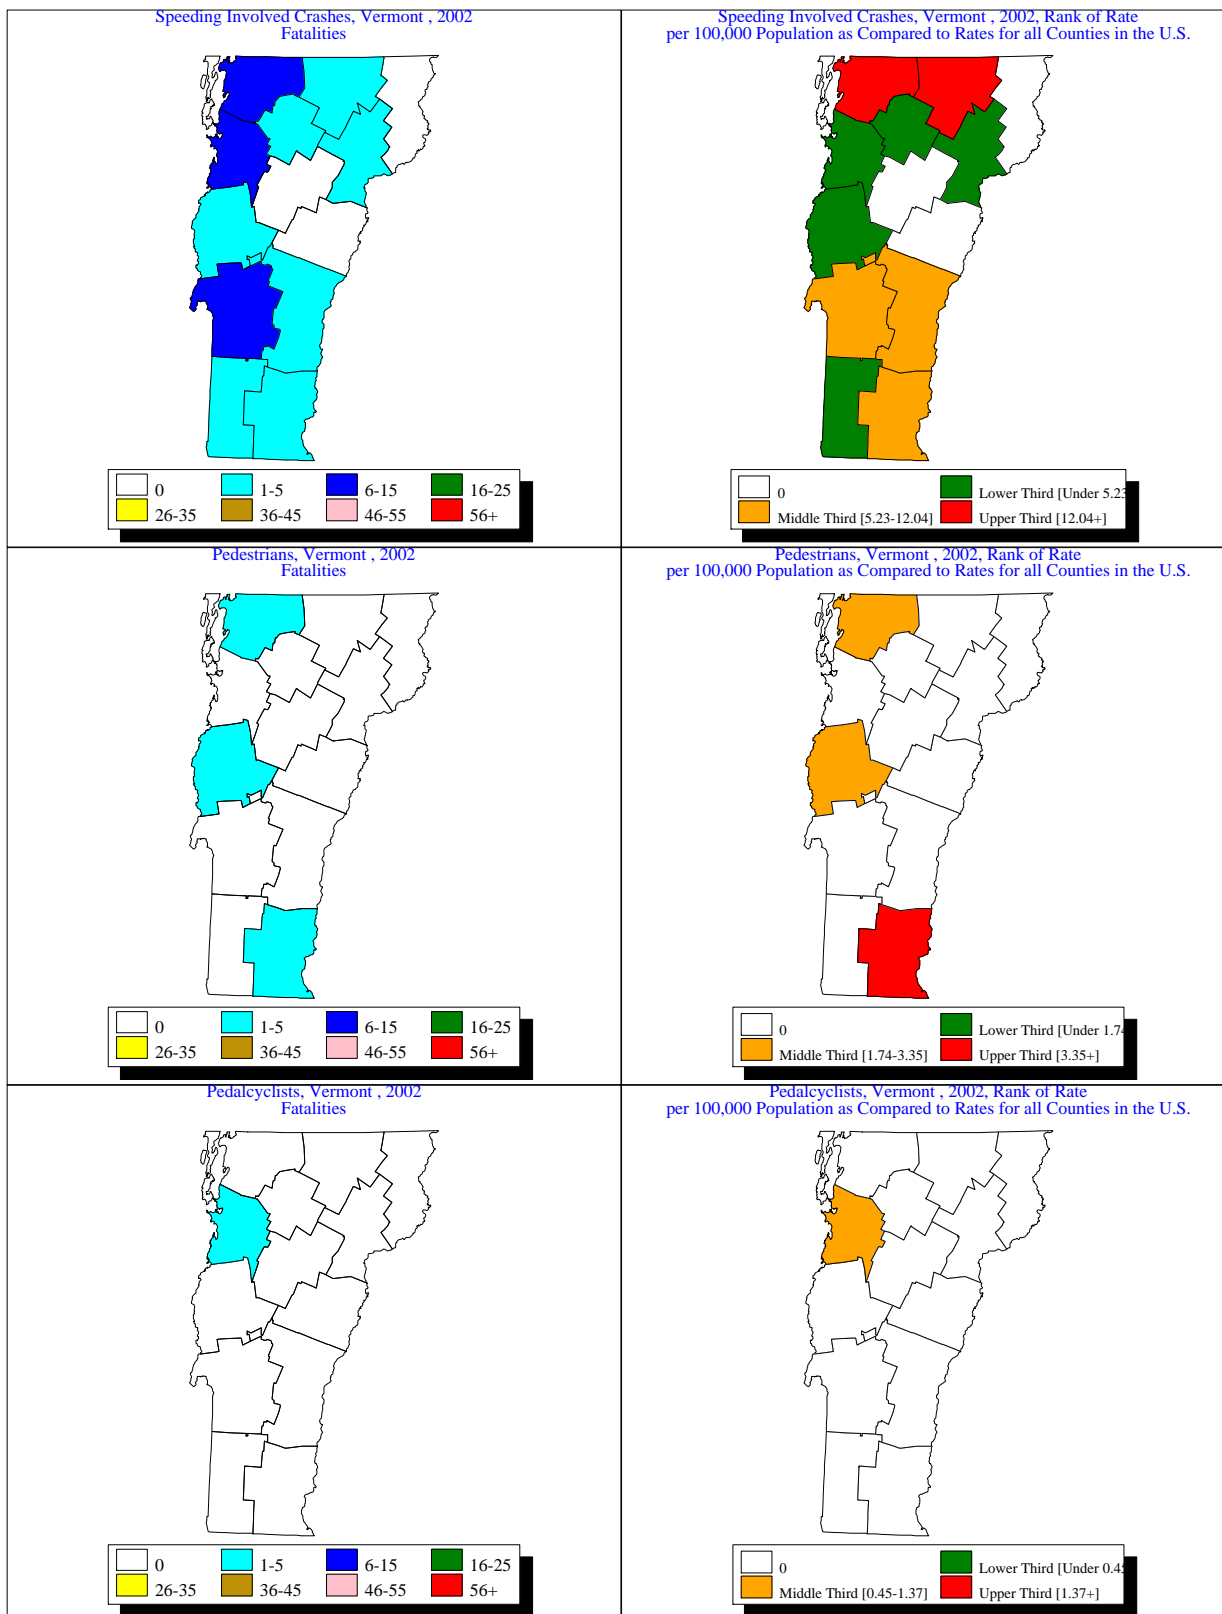 Speeding Involved Crashes, Vermont , 2002
Fatalities
0
1-5
6-15
16-25
26-35
36-45
46-55
56+
Speeding Involved Crashes, Vermont , 2002, Rank of Rate
per 100,000 Population as Compared to Rates for all Counties in the U.S.
0
Lower Third [Under 5.23
Middle Third [5.23-12.04]
Upper Third [12.04+]
Pedestrians, Vermont , 2002
Fatalities
0
1-5
6-15
16-25
26-35
36-45
46-55
56+
Pedestrians, Vermont , 2002, Rank of Rate
per 100,000 Population as Compared to Rates for all Counties in the U.S.
0
Lower Third [Under 1.74
Middle Third [1.74-3.35]
Upper Third [3.35+]
Pedalcyclists, Vermont , 2002
Fatalities
0
1-5
6-15
16-25
26-35
36-45
46-55
56+
Pedalcyclists, Vermont , 2002, Rank of Rate
per 100,000 Population as Compared to Rates for all Counties in the U.S.
0
Lower Third [Under 0.45
Middle Third [0.45-1.37]
Upper Third [1.37+]